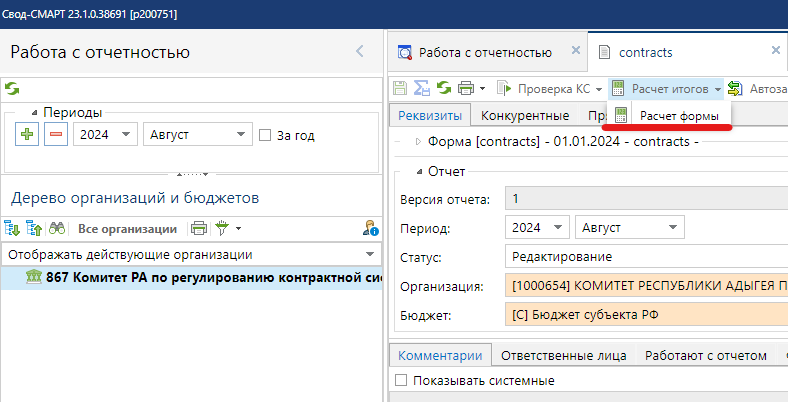 Свод-СМАРТ 23.1.0.38691 [p200751]
Работа с отчетностью
Периоды
2024 Август За год
Дерево организаций и бюджетов
Все организации
Отображать действующие организации
867 Комитет РА по регулированию контрактной сис
Работа с отчетностью contracts
Проверка КС Расчет итогов Автоза
Расчет формы
Реквизиты Конкурентные Пр
Форма [contracts] - 01.01.2024 - contracts -
Отчет
Версия отчета: 1
Период: 2024 Август
Статус: Редактирование
Организация: [1000654] КОМИТЕТ РЕСПУБЛИКИ АДЫГЕЯ П
Бюджет: [С] Бюджет субъекта РФ
Комментарии Ответственные лица Работают с отчетом
Показывать системные